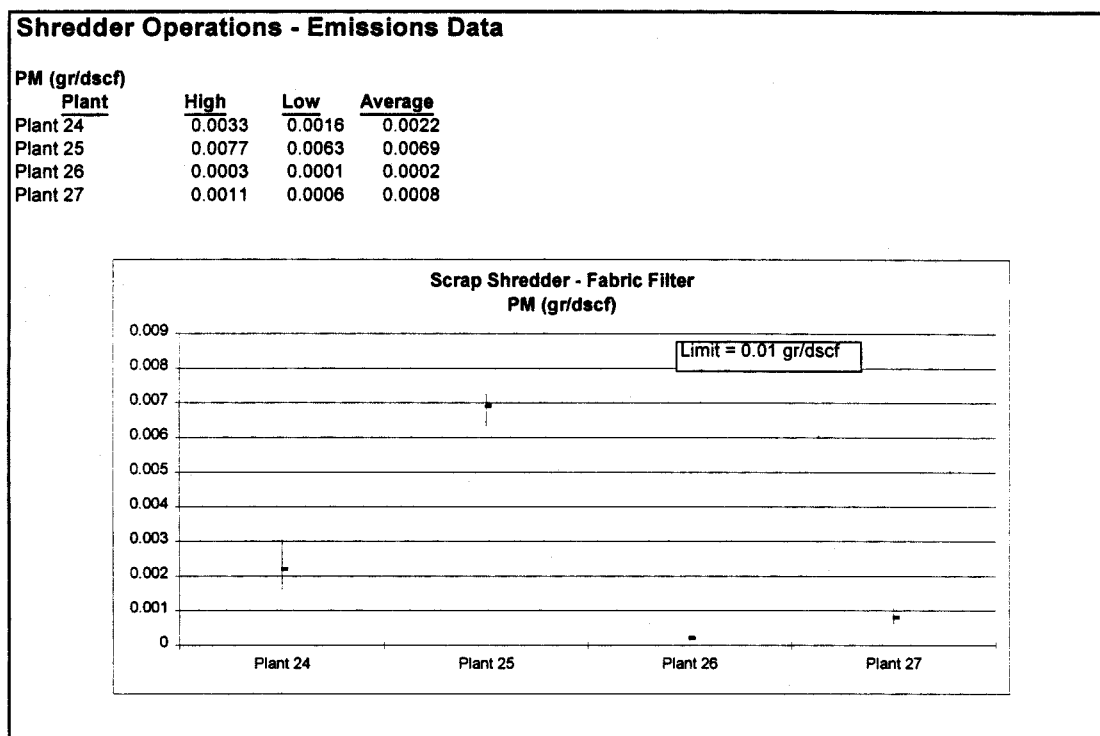 Shredder Operations - Emissions Data
PM (gr/dscf)
Plant High Low Average
Plant 24 0.0033 0.0016 0.0022
Plant 25 0.0077 0.0063 0.0069
Plant 26 0.0003 0.0001 0.0002
Plant 27 0.0011 0.0006 0.0008
Scrap Shredder - Fabric Filter
PM (gr/dscf)
0.009
Limit = 0.01 gr/dscf
0.008
0.007
0.006
0.005
0.004
0.003
0.002
0.001
0
Plant 24 Plant 25 Plant 26 Plant 27